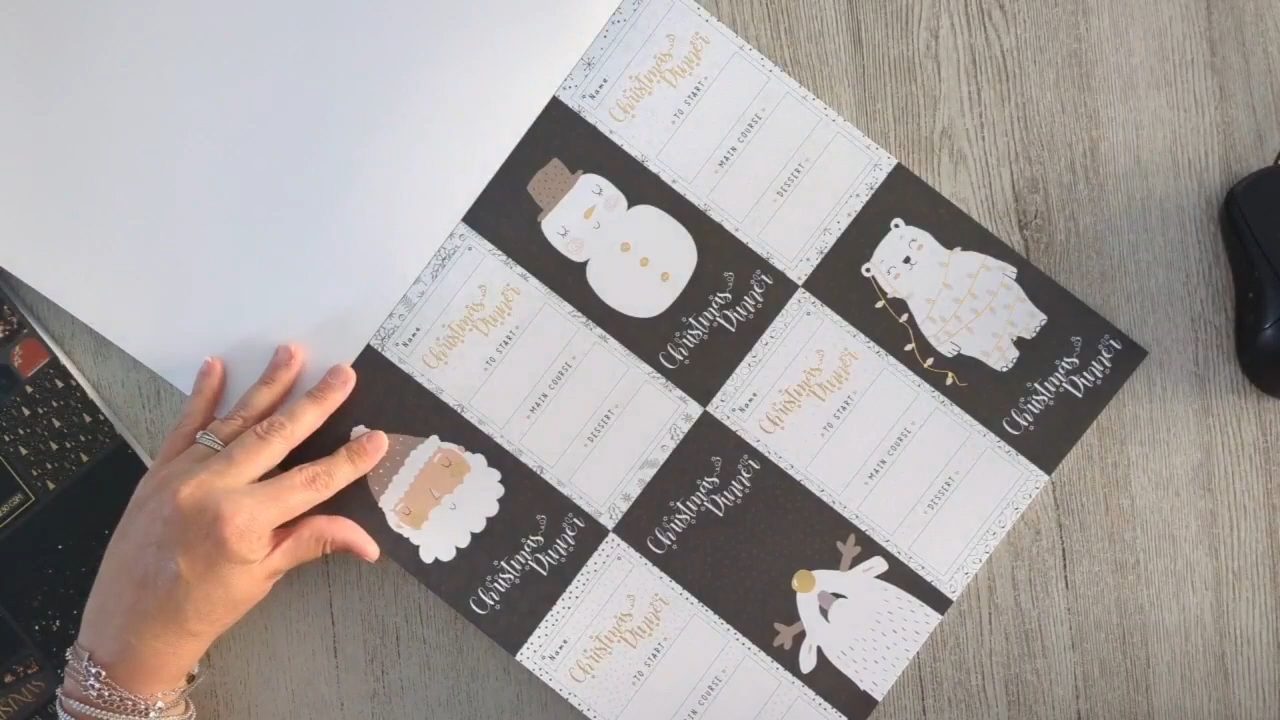 Name
Christmas
Dinner
•TO START•
•MAIN COURSE•
•DESSERT•
Christmas
Dinner
Christmas
Dinner
Name
Christmas
Dinner
•TO START•
•MAIN COURSE•
•DESSERT•
Name
Christmas
Dinner
•TO START•
•MAIN COURSE•
•DESSERT•
Christmas
Dinner
Christmas
Dinner
Name
Christmas
Dinner
•TO START•
•MAIN COURSE•